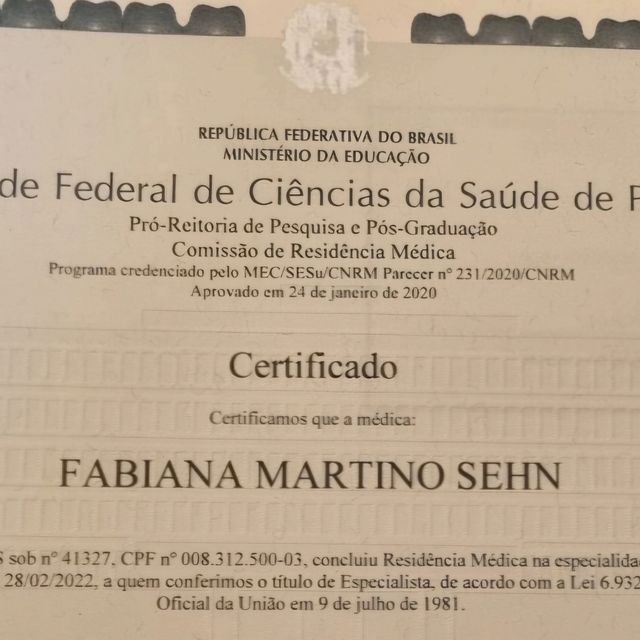 REPÚBLICA FEDERATIVA DO BRASIL
MINISTÉRIO DA EDUCAÇÃO
de Federal de Ciências da Saúde de
Pró-Reitoria de Pesquisa e Pós-Graduação
Comissão de Residência Médica
Programa credenciado pelo MEC/SESu/CNRM Parecer nº 231/2020/CNRM
Aprovado em 24 de janeiro de 2020
Certificado
Certificamos que a médica:
FABIANA MARTINO SEHN
S sob nº 41327, CPF nº 008.312.500-03, concluiu Residência Médica na especialida
28/02/2022, a quem conferimos o título de Especialista, de acordo com a Lei 6.932
Oficial da União em 9 de julho de 1981.